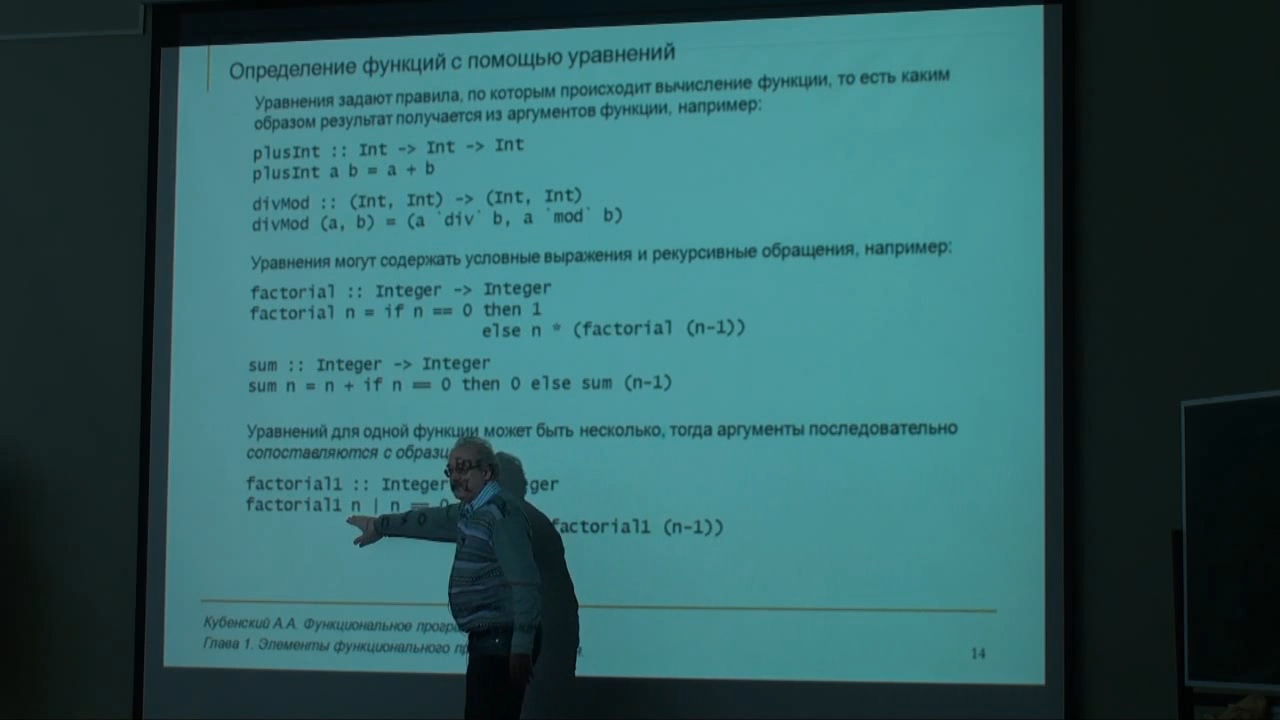 Определение функций с помощью уравнений
Уравнения задают правила, по которым происходит вычисление функции, то есть каким
образом результат получается из аргументов функции, например:
plusInt :: Int -> Int -> Int
plusInt a b = a + b
divMod :: (Int, Int) -> (Int, Int)
divMod (a, b) = (a `div` b, a `mod` b)
Уравнения могут содержать условные выражения и рекурсивные обращения, например:
factorial :: Integer -> Integer
factorial n = if n == 0 then 1
else n * (factorial (n-1))
sum :: Integer -> Integer
sum n = n + if n == 0 then 0 else sum (n-1)
Уравнений для одной функции может быть несколько, тогда аргументы последовательно
сопоставляются с
factorial1 :: Integer
factorial1 n | n == 0
n > 0 factorial1 (n-1))
Кубенский А.А. Функциональное
Глава 1. Элементы функционального
14